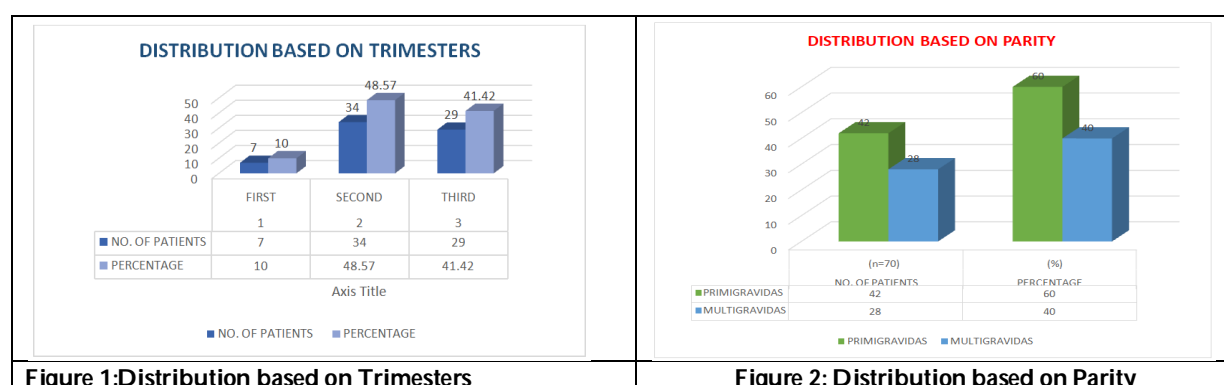 DISTRIBUTION BASED ON TRIMESTERS
48.57
41.42
34
29
7
10
50
40
30
20
10
0
FIRST SECOND THIRD
1 2 3
NO. OF PATIENTS 7 34 29
PERCENTAGE 10 48.57 41.42
Axis Title
NO. OF PATIENTS PERCENTAGE
Figure 1:Distribution based on Trimesters
DISTRIBUTION BASED ON PARITY
60
42
40
28
60
50
40
30
20
10
0
(n=70) (%)
NO. OF PATIENTS PERCENTAGE
PRIMIGRAVIDAS 42 60
MULTIGRAVIDAS 28 40
PRIMIGRAVIDAS MULTIGRAVIDAS
Figure 2: Distribution based on Parity